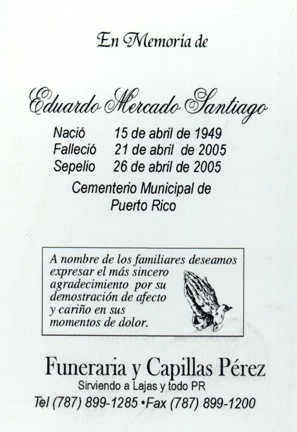 En Memoría de
Eduardo Mercado Santiago
Nació 15 de abril de 1949
Falleció 21 de abril de 2005
Sepelio 26 de abril de 2005
Cementerio Municipal de
Puerto Rico
A nombre de los familiares deseamos
expresar el más sincero
agradecimiento por su
demostración de afecto
y cariño en sus
momentos de dolor.
Funeraria y Capillas Pérez
Sirviendo a Lajas y todo PR
Tel (787) 899-1285 • Fax (787) 899-1200